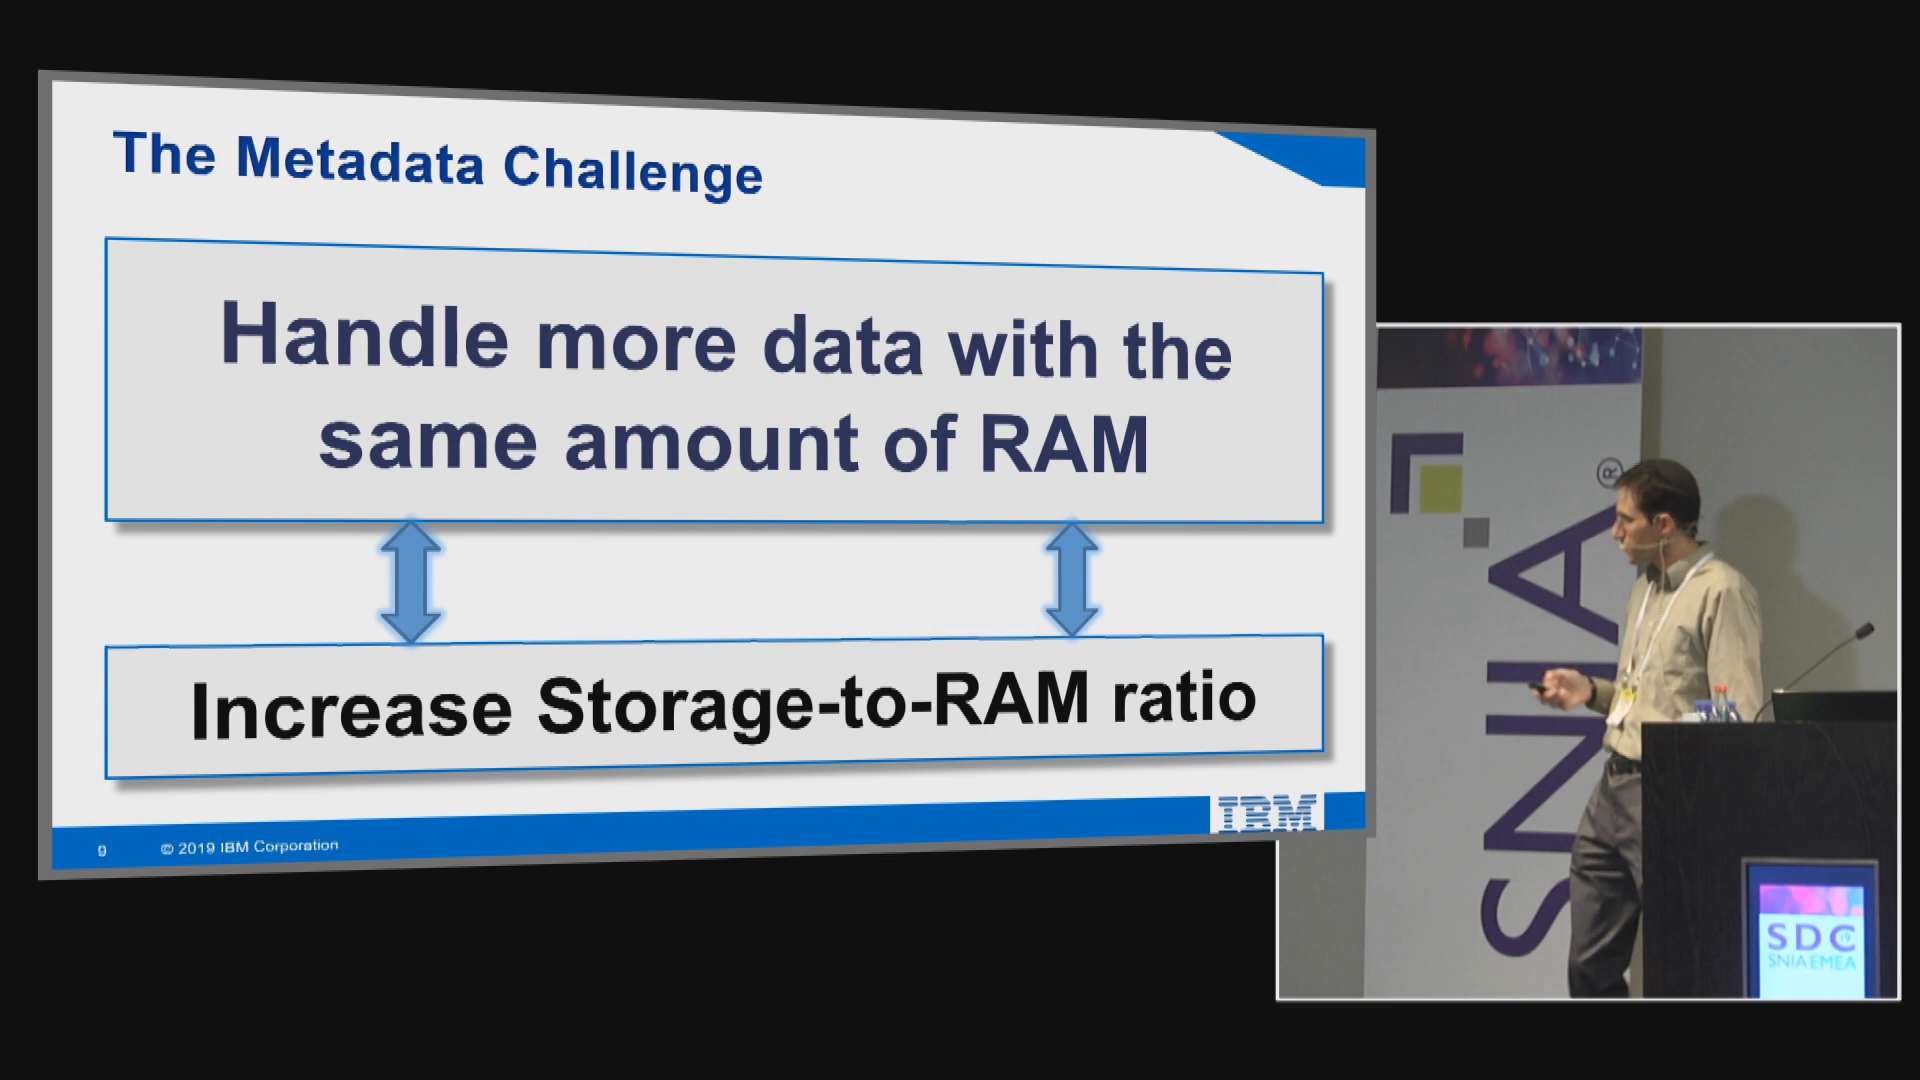 The Metadata Challenge
Handle more data with the
same amount of RAM
Increase Storage-to-RAM ratio
9
© 2019 IBM Corporation
IBM
SNIA®
SDC
SNIA EMEA